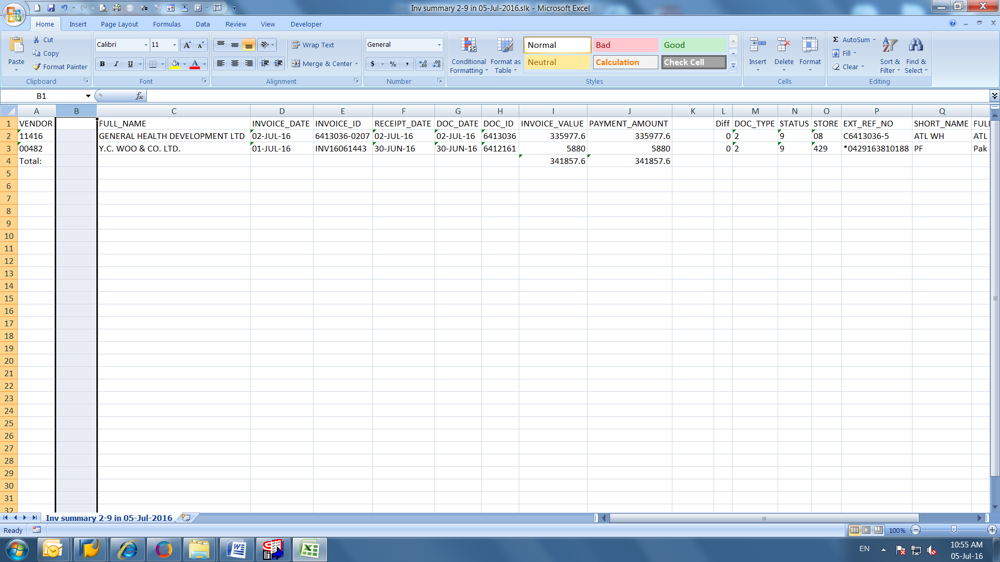 Inv summary 2-9 in 05-Jul-2016.slk - Microsoft Excel
Home Insert Page Layout Formulas Data Review View Developer
Paste
Cut
Copy
Format Painter
Clipboard
Calibri 11
B I U
Font
Wrap Text
Merge & Center
Alignment
General
$ % ,
Number
Conditional Formatting
Format as Table
Normal Bad Good
Neutral Calculation Check Cell
Styles
Insert Delete Format
Cells
Σ AutoSum
Fill
Clear
Sort & Filter
Find & Select
Editing
B1 fx
A B C D E F G H I J K L M N O P Q
1 VENDOR FULL_NAME INVOICE_DATE INVOICE_ID RECEIPT_DATE DOC_DATE DOC_ID INVOICE_VALUE PAYMENT_AMOUNT Diff DOC_TYPE STATUS STORE EXT_REF_NO SHORT_NAME FULL
2 11416 GENERAL HEALTH DEVELOPMENT LTD 02-JUL-16 6413036-0207 02-JUL-16 02-JUL-16 6413036 335977.6 335977.6 0 2 9 08 C6413036-5 ATL WH ATL
3 00482 Y.C. WOO & CO. LTD. 01-JUL-16 INV16061443 30-JUN-16 30-JUN-16 6412161 5880 5880 0 2 9 429 *0429163810188 PF Pak
4 Total: 341857.6 341857.6
5
6
7
8
9
10
11
12
13
14
15
16
17
18
19
20
21
22
23
24
25
26
27
28
29
30
31
32
Inv summary 2-9 in 05-Jul-2016
Ready 100%
EN 10:55 AM
05-Jul-16